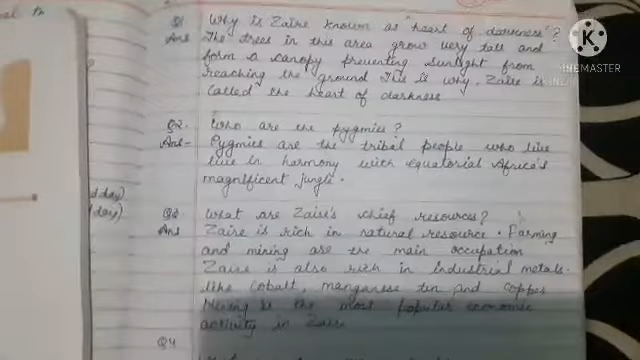 al to
Q1 Why is Zaire known as "heart of darkness"?
Ans The trees in this area grow very tall and
form a canopy preventing sunlight from
reaching the ground This is why. Zaire is
called the heart of darkness
Q2. Who are the pygmies?
Ans- Pygmies are the tribal people who live
live in harmony with equatorial Africa's
magnificent jungle.
day)
(day)
Q3 What are Zaire's chief resources?
Ans Zaire is rich in natural resource. Farming
and mining are the main occupation
Zaire is also rich in Industrial metals.
like Cobalt, manganese tin and copper
Mining is the most popular economic
activity in Zaire
Q4
K
KINEMASTER